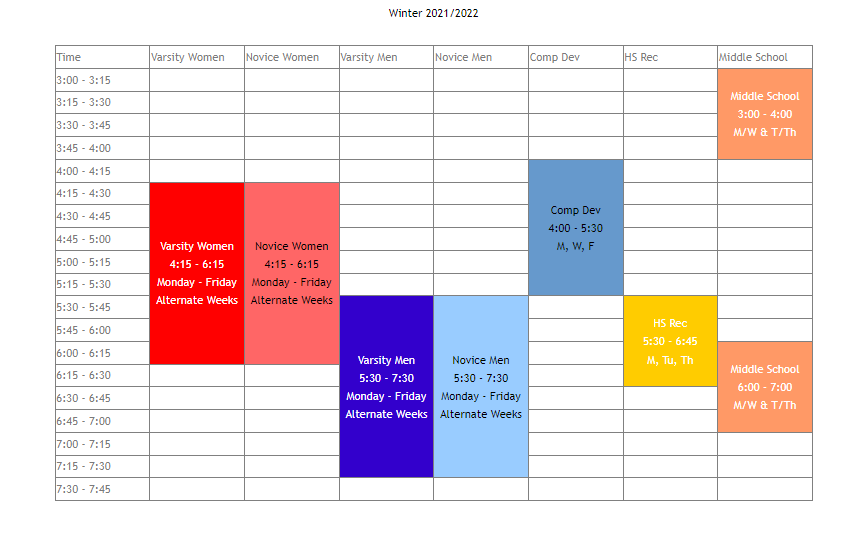 Winter 2021/2022
Time Varsity Women Novice Women Varsity Men Novice Men Comp Dev HS Rec Middle School
3:00 - 3:15
3:15 - 3:30
3:30 - 3:45
3:45 - 4:00
Middle School
3:00 - 4:00
M/W & T/Th
4:00 - 4:15
4:15 - 4:30
4:30 - 4:45
4:45 - 5:00
5:00 - 5:15
5:15 - 5:30
Comp Dev
4:00 - 5:30
M, W, F
Varsity Women
4:15 - 6:15
Monday - Friday
Alternate Weeks
Novice Women
4:15 - 6:15
Monday - Friday
Alternate Weeks
5:30 - 5:45
5:45 - 6:00
6:00 - 6:15
6:15 - 6:30
6:30 - 6:45
6:45 - 7:00
7:00 - 7:15
7:15 - 7:30
7:30 - 7:45
Varsity Men
5:30 - 7:30
Monday - Friday
Alternate Weeks
Novice Men
5:30 - 7:30
Monday - Friday
Alternate Weeks
HS Rec
5:30 - 6:45
M, Tu, Th
Middle School
6:00 - 7:00
M/W & T/Th